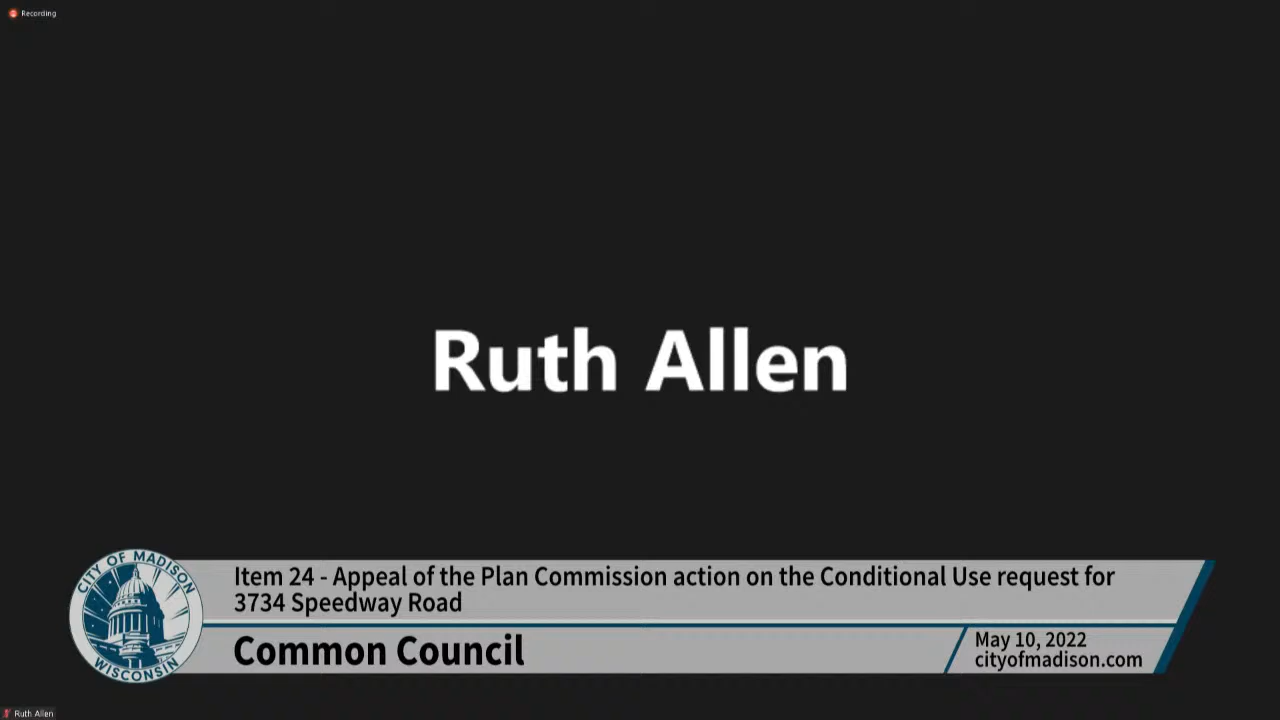 Recording
Ruth Allen
CITY OF MADISON
WISCONSIN
Item 24 - Appeal of the Plan Commission action on the Conditional Use request for
3734 Speedway Road
Common Council
May 10, 2022
cityofmadison.com
Ruth Allen